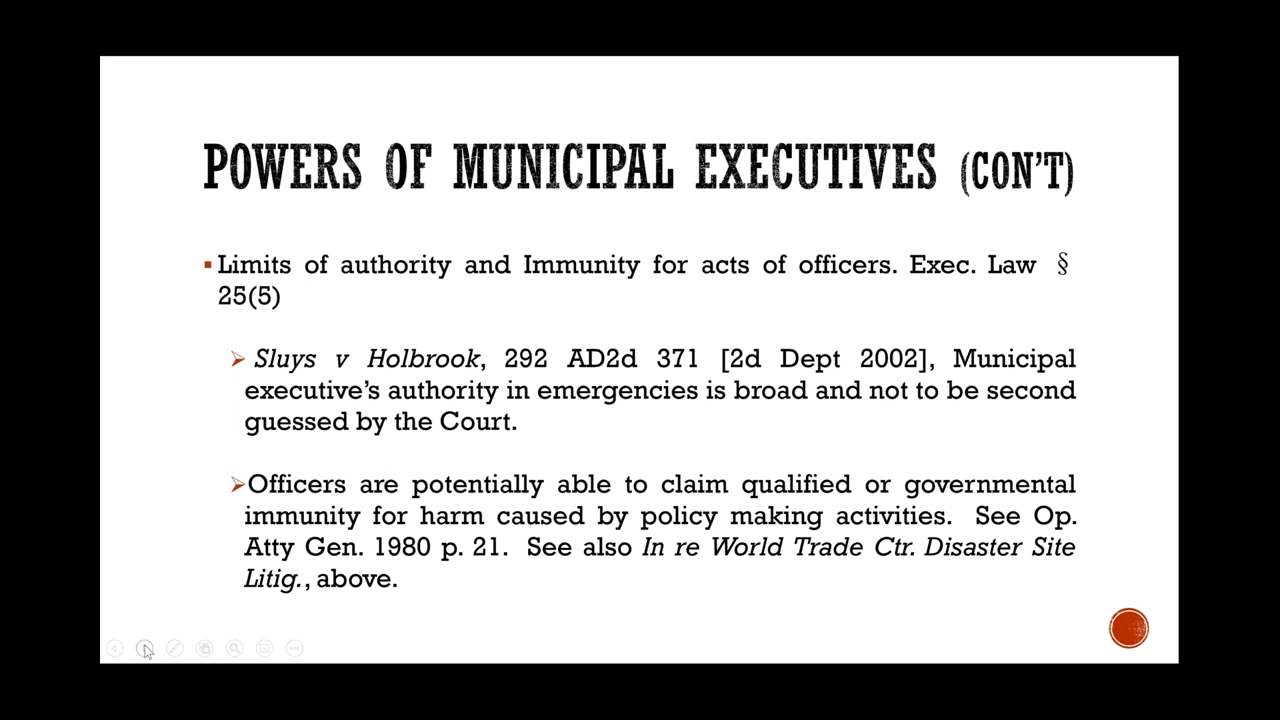 POWERS OF MUNICIPAL EXECUTIVES (CON'T)
▪Limits of authority and Immunity for acts of officers. Exec. Law §
25(5)
➢ Sluys v Holbrook, 292 AD2d 371 [2d Dept 2002], Municipal
executive's authority in emergencies is broad and not to be second
guessed by the Court.
➢Officers are potentially able to claim qualified or governmental
immunity for harm caused by policy making activities. See Op.
Atty Gen. 1980 p. 21. See also In re World Trade Ctr. Disaster Site
Litig., above.